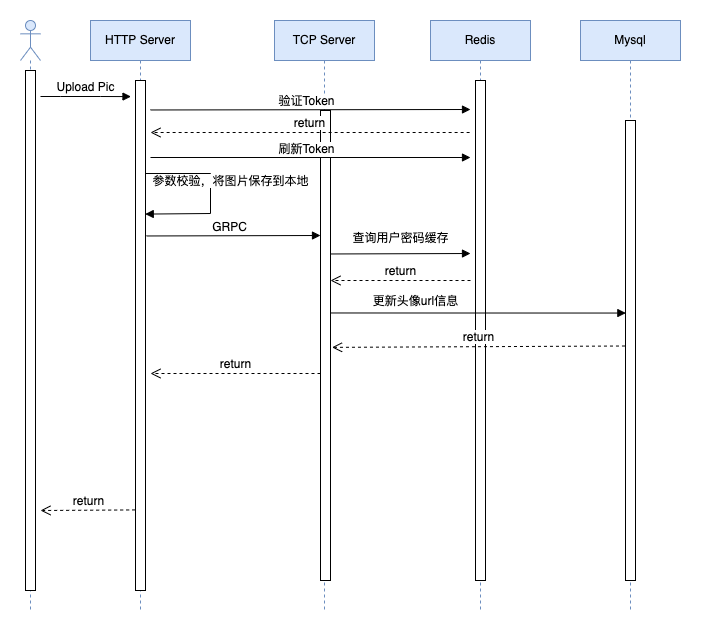 HTTP Server
TCP Server
Redis
Mysql
Upload Pic
验证Token
return
刷新Token
参数校验，将图片保存到本地
GRPC
查询用户密码缓存
return
更新头像url信息
return
return
return